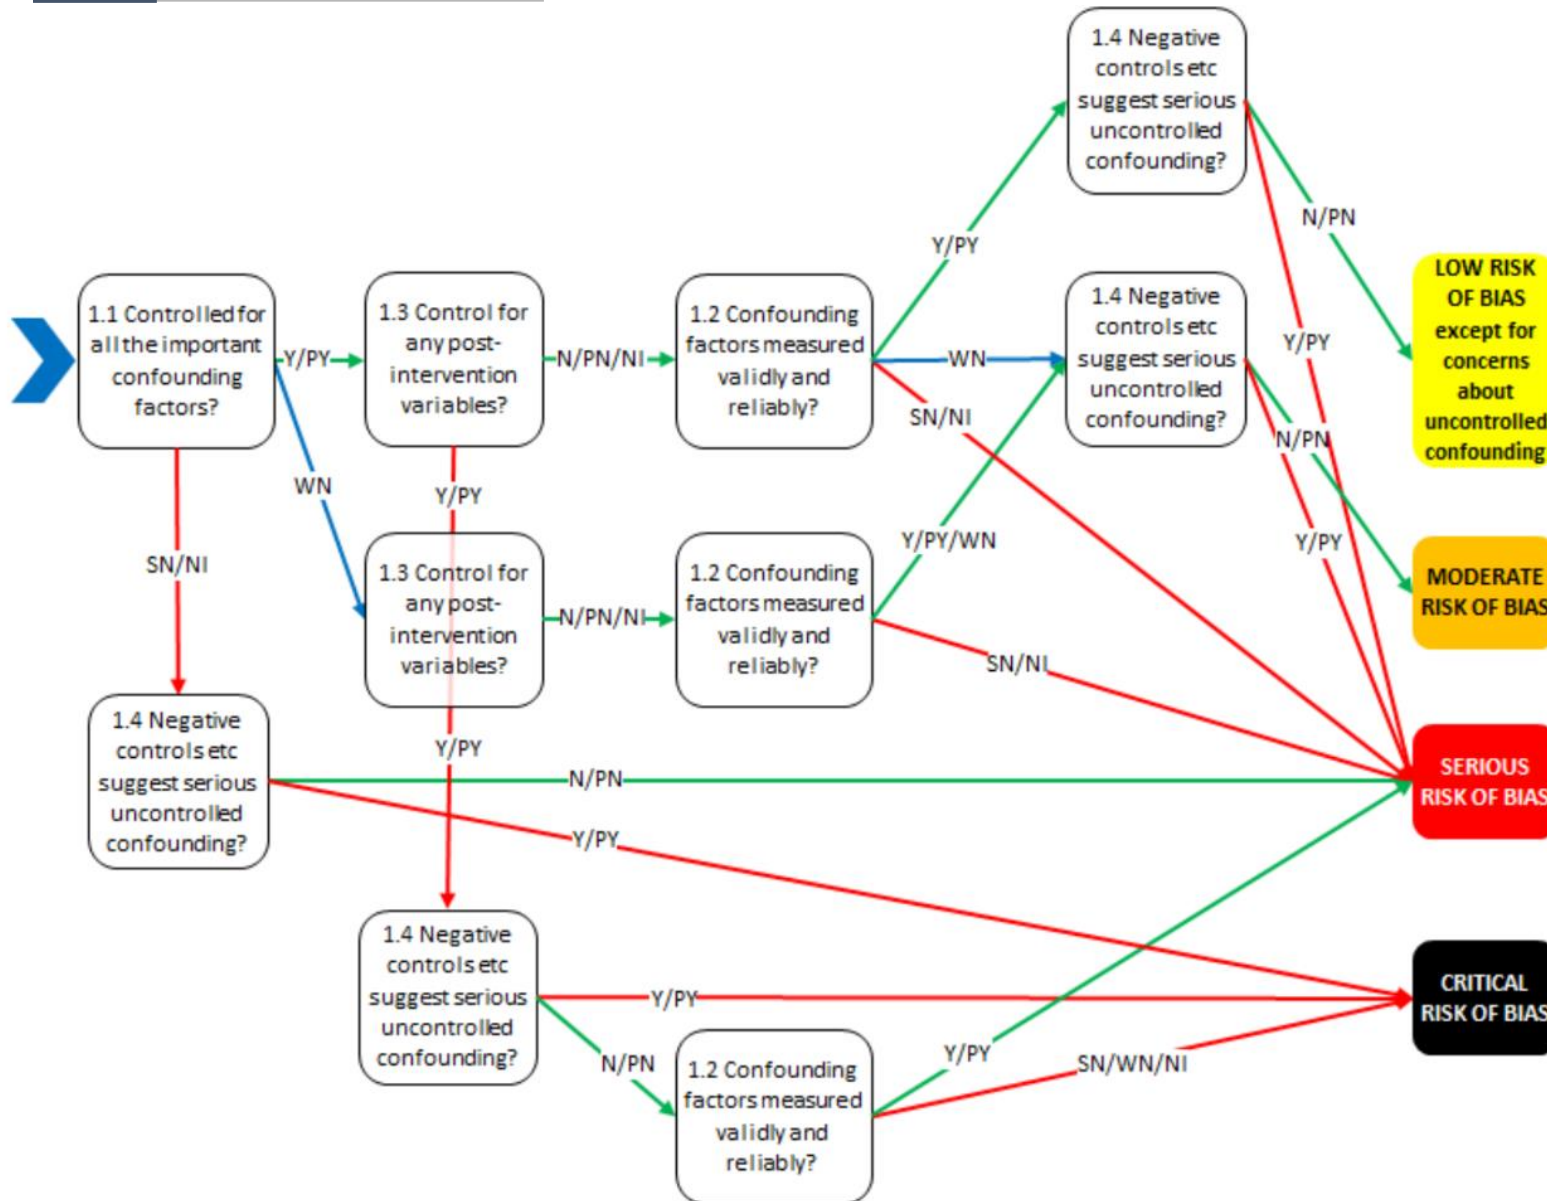 1.4 Negative
controls etc
suggest serious
uncontrolled
confounding?
N/PN
Y/PY
Y/PY
1.1 Controlled for
all the important
confounding
factors?
Y/PY
1.3 Control for
any post-
intervention
variables?
N/PN/NI
1.2 Confounding
factors measured
validly and
reliably?
WN
SN/NI
1.4 Negative
controls etc
suggest serious
uncontrolled
confounding?
N/PN
Y/PY
LOW RISK
OF BIAS
except for
concerns
about
uncontrolled
confounding
WN
Y/PY
SN/NI
1.3 Control for
any post-
intervention
variables?
N/PN/NI
1.2 Confounding
factors measured
validly and
reliably?
Y/PY/WN
SN/NI
MODERATE
RISK OF BIAS
1.4 Negative
controls etc
suggest serious
uncontrolled
confounding?
Y/PY
N/PN
Y/PY
SERIOUS
RISK OF BIAS
1.4 Negative
controls etc
suggest serious
uncontrolled
confounding?
Y/PY
N/PN
1.2 Confounding
factors measured
validly and
reliably?
Y/PY
SN/WN/NI
CRITICAL
RISK OF BIAS